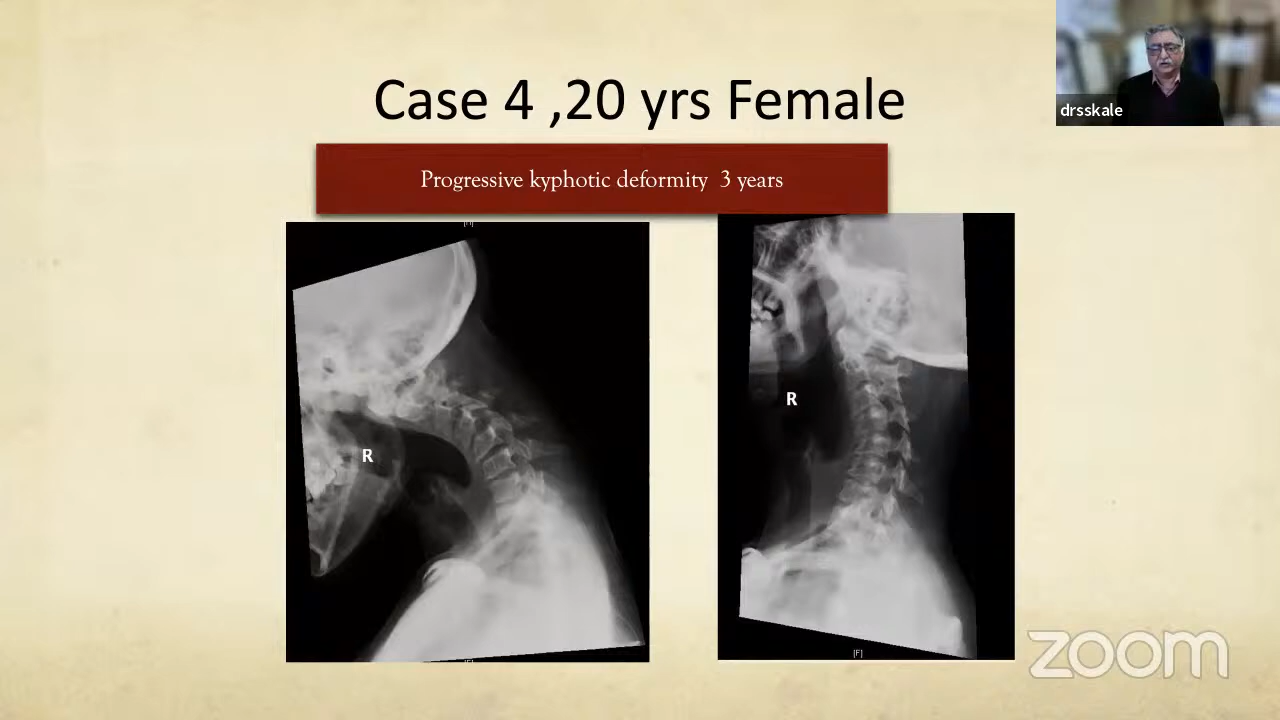 Case 4 ,20 yrs Female
drsskale
Progressive kyphotic deformity 3 years
R
R
[F]
zoom